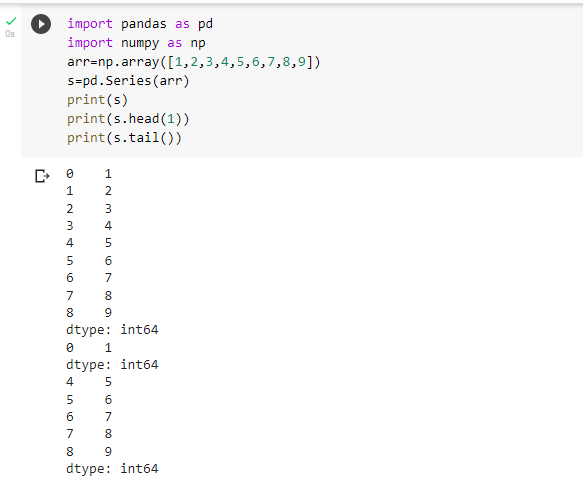 import pandas as pd
import numpy as np
arr=np.array([1,2,3,4,5,6,7,8,9])
s=pd.Series(arr)
print(s)
print(s.head(1))
print(s.tail())
0s
0    1
1    2
2    3
3    4
4    5
5    6
6    7
7    8
8    9
dtype: int64
0    1
dtype: int64
4    5
5    6
6    7
7    8
8    9
dtype: int64